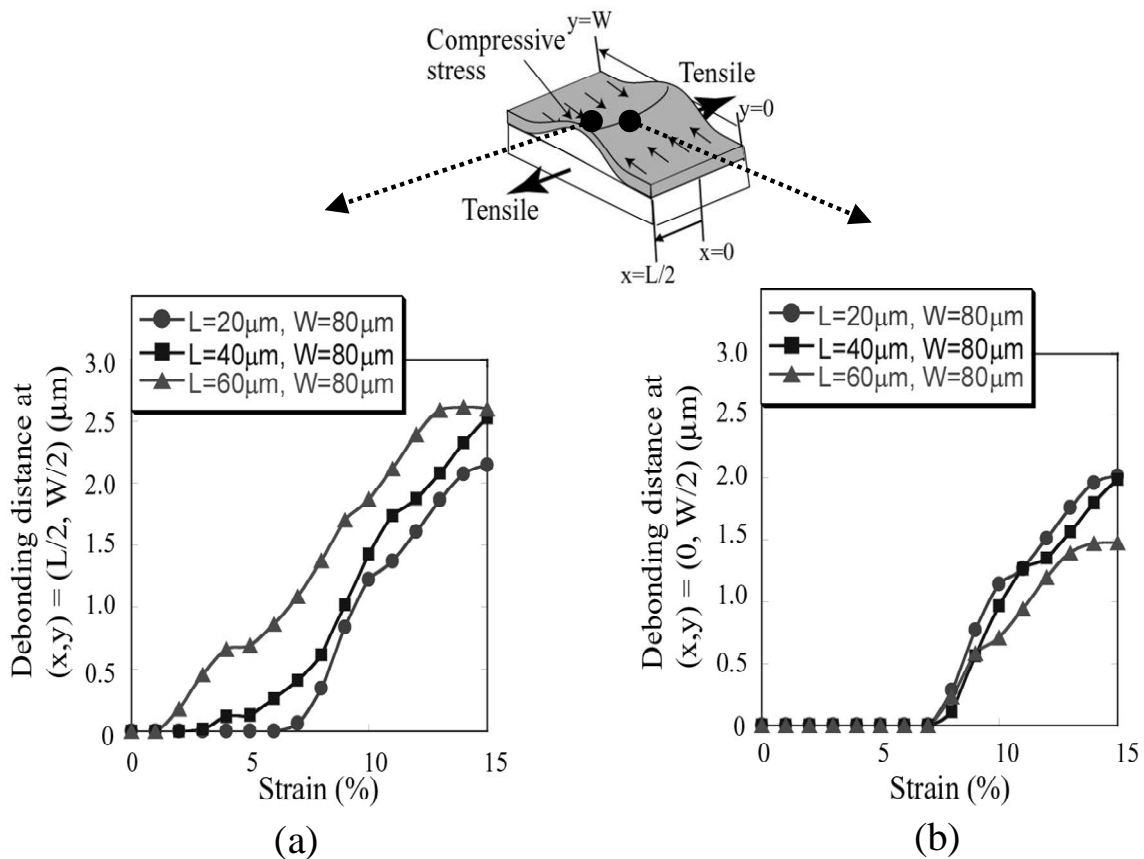 y=W
Compressive
stress
Tensile
y=0
Tensile
x=0
x=L/2
L=20μm, W=80μm
L=40μm, W=80μm
L=60μm, W=80μm
3.0
2.5
2.0
1.5
1.0
0.5
0
0
5
10
15
Debonding distance at
(x,y) = (L/2, W/2) (μm)
Strain (%)
(a)
L=20μm, W=80μm
L=40μm, W=80μm
L=60μm, W=80μm
3.0
2.5
2.0
1.5
1.0
0.5
0
0
5
10
15
Debonding distance at
(x,y) = (0, W/2) (μm)
Strain (%)
(b)